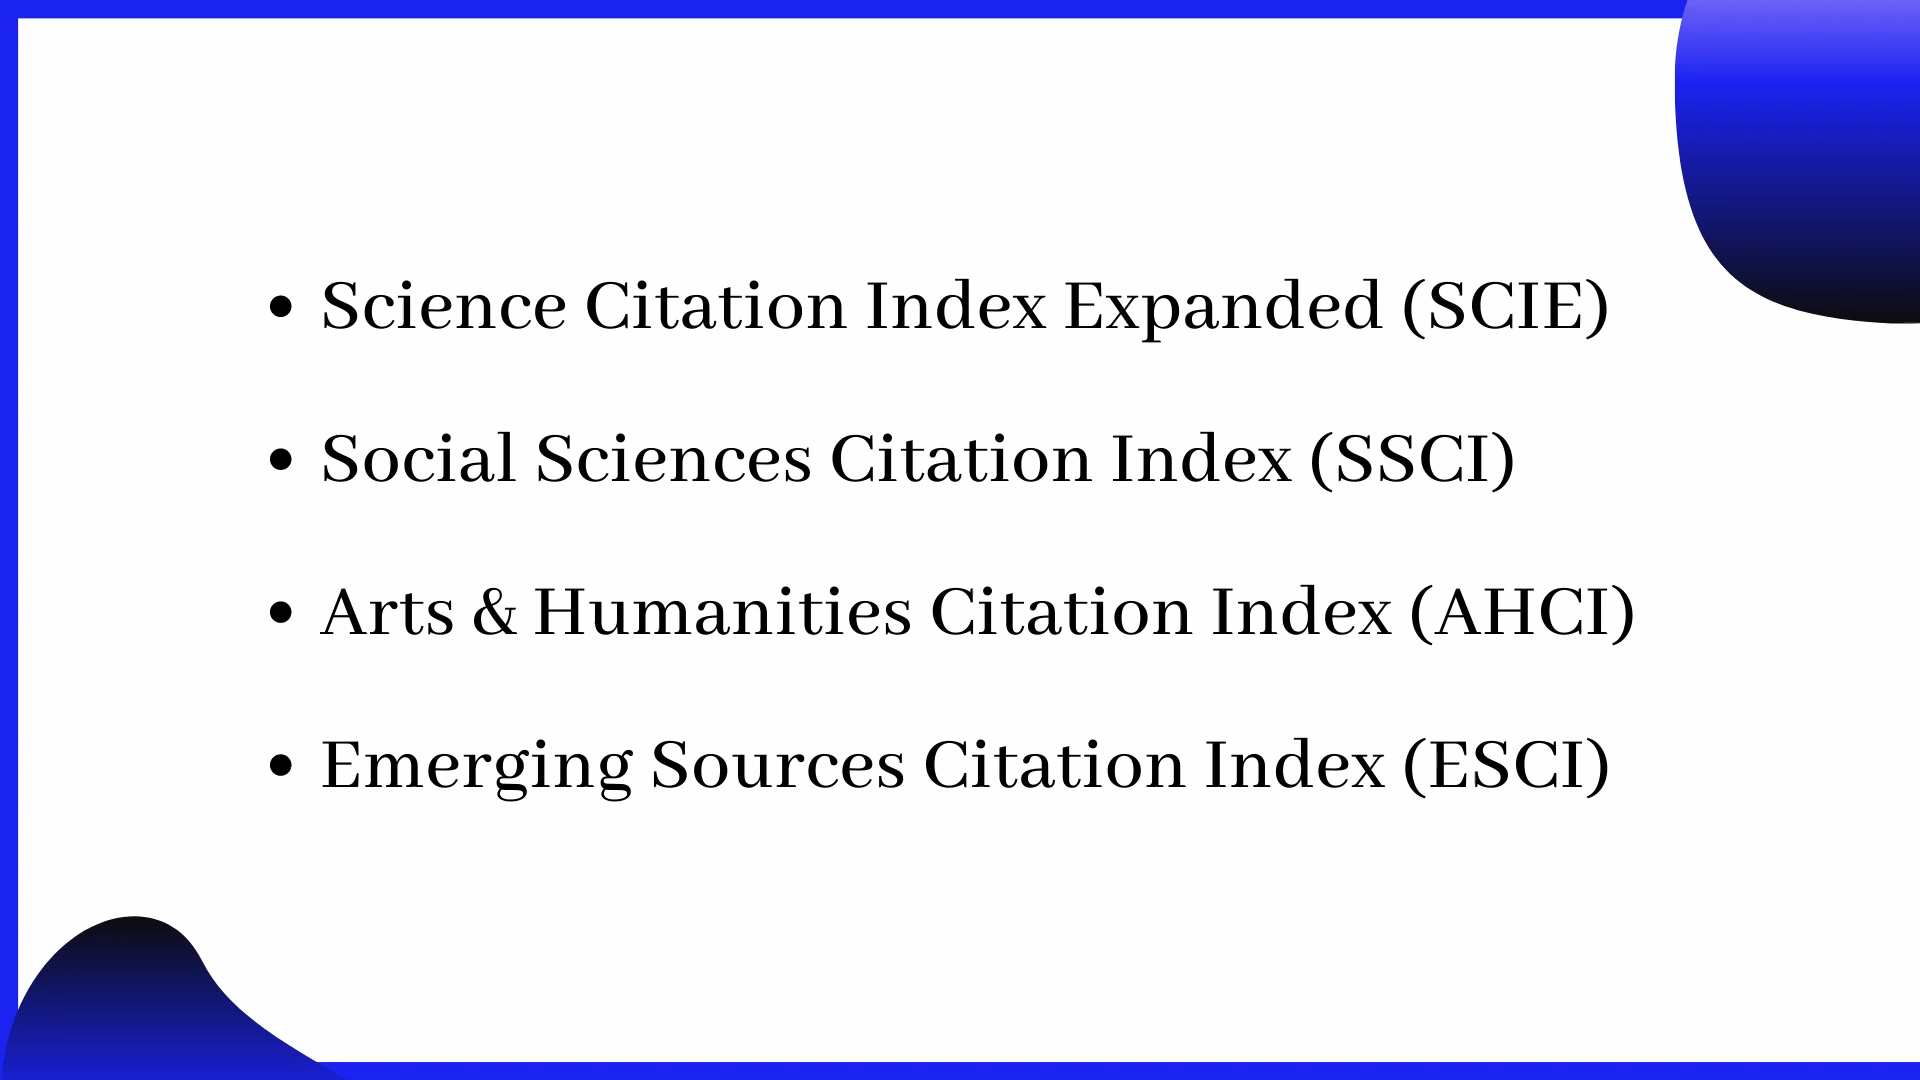 • Science Citation Index Expanded (SCIE)
• Social Sciences Citation Index (SSCI)
• Arts & Humanities Citation Index (AHCI)
• Emerging Sources Citation Index (ESCI)